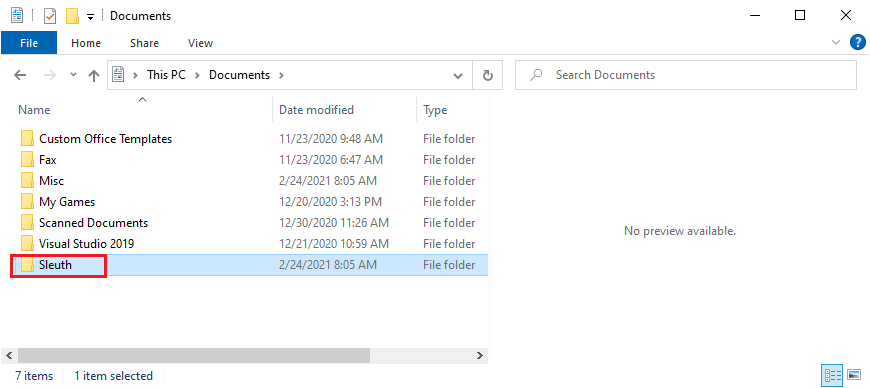 Documents
File Home Share View
This PC Documents
Search Documents
Name Date modified Type
Custom Office Templates 11/23/2020 9:48 AM File folder
Fax 11/23/2020 6:47 AM File folder
Misc 2/24/2021 8:05 AM File folder
My Games 12/20/2020 3:13 PM File folder
Scanned Documents 12/30/2020 11:26 AM File folder
Visual Studio 2019 12/21/2020 10:59 AM File folder
Sleuth 2/24/2021 8:05 AM File folder
No preview available.
7 items 1 item selected